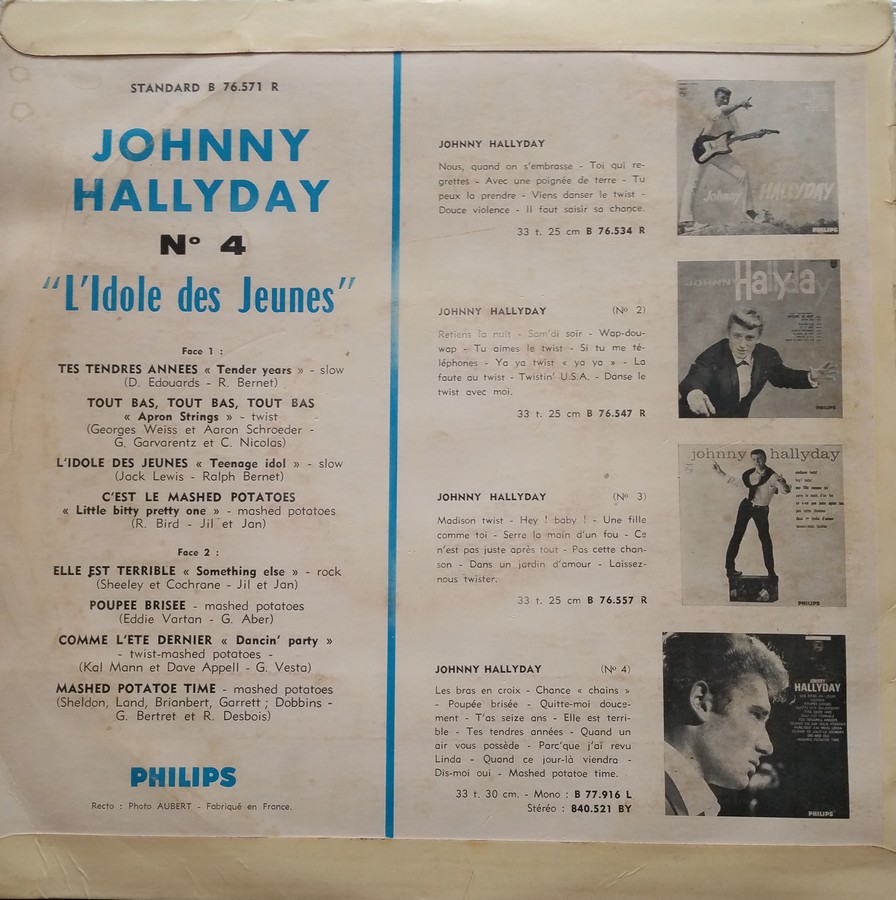 STANDARD B 76.571 R
JOHNNY
HALLYDAY
Nº 4
"L'Idole des Jeunes"
Face 1 :
TES TENDRES ANNEES « Tender years » - slow
(D. Edouards - R. Bernet)
TOUT BAS, TOUT BAS, TOUT BAS
« Apron Strings » - twist
(Georges Weiss et Aaron Schroeder -
G. Garvarentz et C. Nicolas)
L'IDOLE DES JEUNES « Teenage idol » - slow
(Jack Lewis - Ralph Bernet)
C'EST LE MASHED POTATOES
« Little bitty pretty one » - mashed potatoes
(R. Bird - Jil et Jan)
Face 2 :
ELLE EST TERRIBLE « Something else » - rock
(Sheeley et Cochrane - Jil et Jan)
POUPEE BRISEE - mashed potatoes
(Eddie Vartan - G. Aber)
COMME L'ETE DERNIER « Dancin' party »
- twist-mashed potatoes -
(Kal Mann et Dave Appell - G. Vesta)
MASHED POTATOE TIME - mashed potatoes
(Sheldon, Land, Brianbert, Garrett ; Dobbins -
G. Bertret et R. Desbois)
PHILIPS
Recto : Photo AUBERT - Fabriqué en France.
JOHNNY HALLYDAY
Nous, quand on s'embrasse - Toi qui re-
grettes - Avec une poignée de terre - Tu
peux la prendre - Viens danser le twist -
Douce violence - Il faut saisir sa chance.
33 t. 25 cm B 76.534 R
Johnny HALLYDAY
PHILIPS
JOHNNY HALLYDAY (Nº 2)
Retiens la nuit - Sam'di soir - Wap-dou-
wap - Tu aimes le twist - Si tu me té-
léphones - Ya ya twist « ya ya » - La
faute au twist - Twistin' U.S.A. - Danse le
twist avec moi.
33 t. 25 cm B 76.547 R
JOHNNY Hallyday
PHILIPS
JOHNNY HALLYDAY (Nº 3)
Madison twist - Hey ! baby ! - Une fille
comme toi - Serre la main d'un fou - Ce
n'est pas juste après tout - Pas cette chan-
son - Dans un jardin d'amour - Laissez-
nous twister.
33 t. 25 cm B 76.557 R
johnny hallyday
PHILIPS
JOHNNY HALLYDAY (Nº 4)
Les bras en croix - Chance « chains »
- Poupée brisée - Quitte-moi douce-
ment - T'as seize ans - Elle est terri-
ble - Tes tendres années - Quand un
air vous possède - Parc'que j'ai revu
Linda - Quand ce jour-là viendra -
Dis-moi oui - Mashed potatoe time.
33 t. 30 cm. - Mono : B 77.916 L
Stéréo : 840.521 BY
JOHNNY
HALLYDAY
PHILIPS